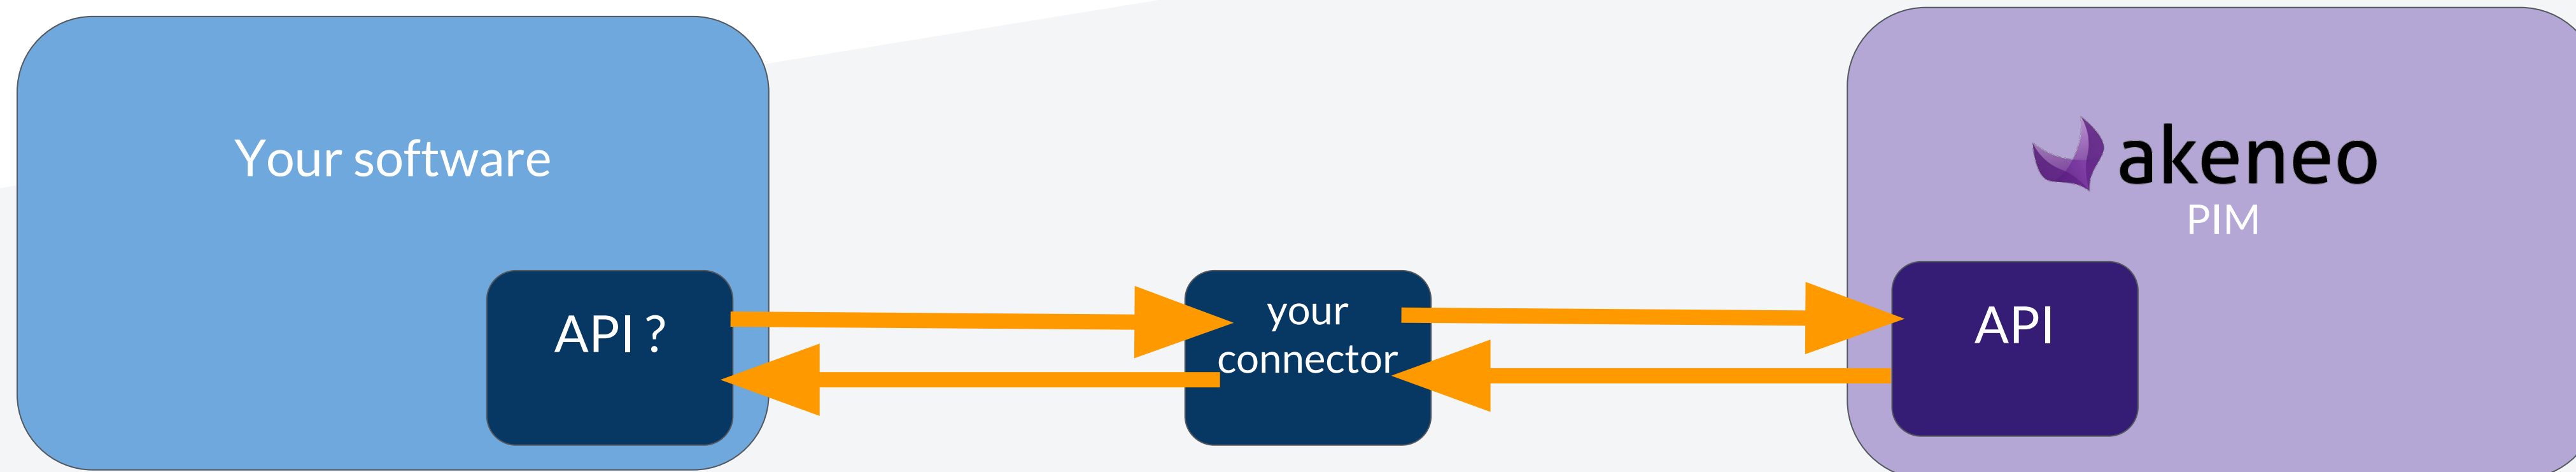 Your software
API ?
your
connector
akeneo
PIM
API